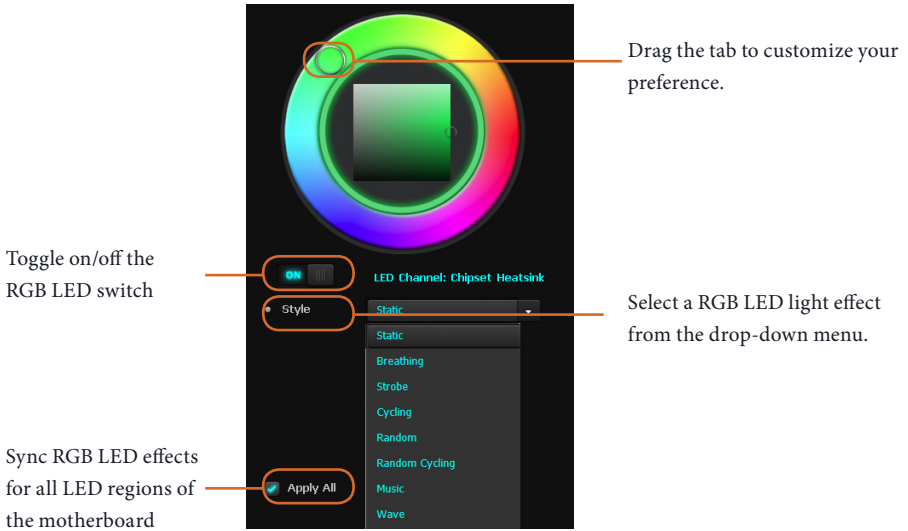 Drag the tab to customize your
preference.
Toggle on/off the
RGB LED switch
ON
LED Channel: Chipset Heatsink
Style
Static
Select a RGB LED light effect
from the drop-down menu.
Static
Breathing
Strobe
Cycling
Random
Random Cycling
Music
Wave
Sync RGB LED effects
for all LED regions of
the motherboard
Apply All